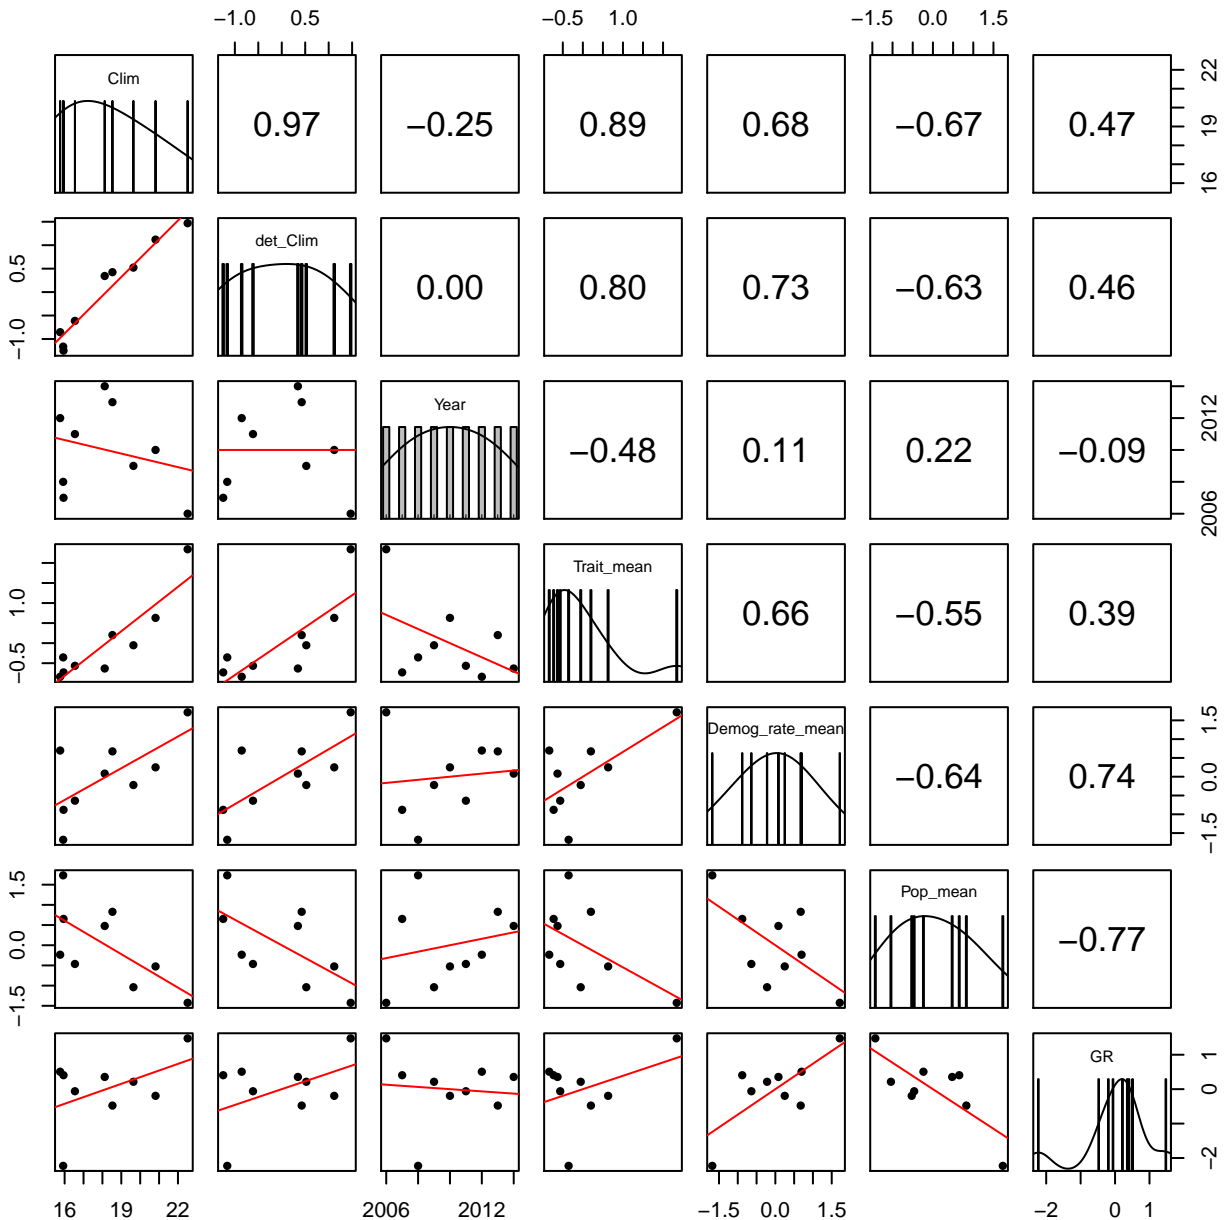 −1.0 0.5 −0.5 1.0 −1.5 0.0 1.5
Clim 0.97 −0.25 0.89 0.68 −0.67 0.47 16 19 22
−1.0 0.5 det_Clim 0.00 0.80 0.73 −0.63 0.46
Year −0.48 0.11 0.22 −0.09 2006 2012
−0.5 1.0 Trait_mean 0.66 −0.55 0.39
Demog_rate_mean −0.64 0.74 −1.5 0.0 1.5
−1.5 0.0 1.5 Pop_mean −0.77
GR −2 0 1
16 19 22 2006 2012 −1.5 0.0 1.5 −2 0 1